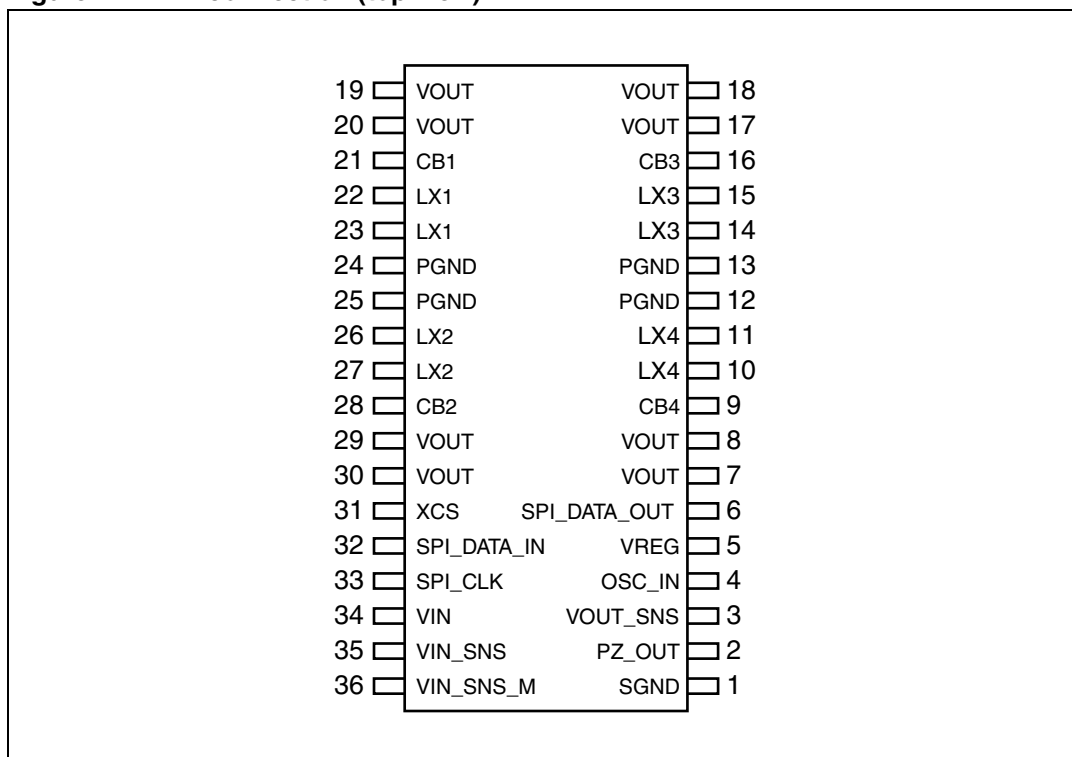 19 VOUT VOUT 18
20 VOUT VOUT 17
21 CB1 CB3 16
22 LX1 LX3 15
23 LX1 LX3 14
24 PGND PGND 13
25 PGND PGND 12
26 LX2 LX4 11
27 LX2 LX4 10
28 CB2 CB4 9
29 VOUT VOUT 8
30 VOUT VOUT 7
31 XCS SPI_DATA_OUT 6
32 SPI_DATA_IN VREG 5
33 SPI_CLK OSC_IN 4
34 VIN VOUT_SNS 3
35 VIN_SNS PZ_OUT 2
36 VIN_SNS_M SGND 1